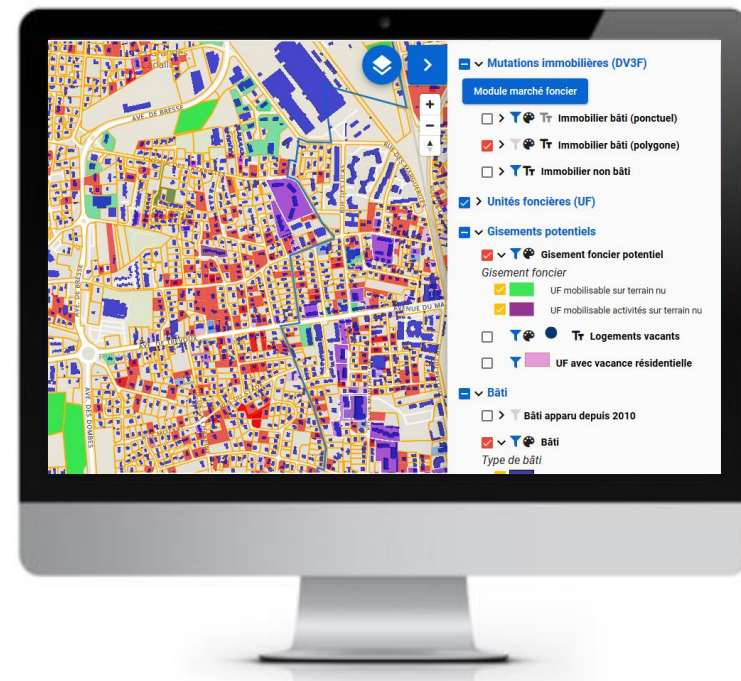 AVE. DE BRESSE
AVE. DE BRESSE
AVENUE DU MA
AVE. DES DOMBES
Mutations immobilières (DV3F)
Module marché foncier
Immobilier bâti (ponctuel)
Immobilier bâti (polygone)
Immobilier non bâti
Unités foncières (UF)
Gisements potentiels
Gisement foncier potentiel
Gisement foncier
UF mobilisable sur terrain nu
UF mobilisable activités sur terrain nu
Logements vacants
UF avec vacance résidentielle
Bâti
Bâti apparu depuis 2010
Bâti
Type de bâti